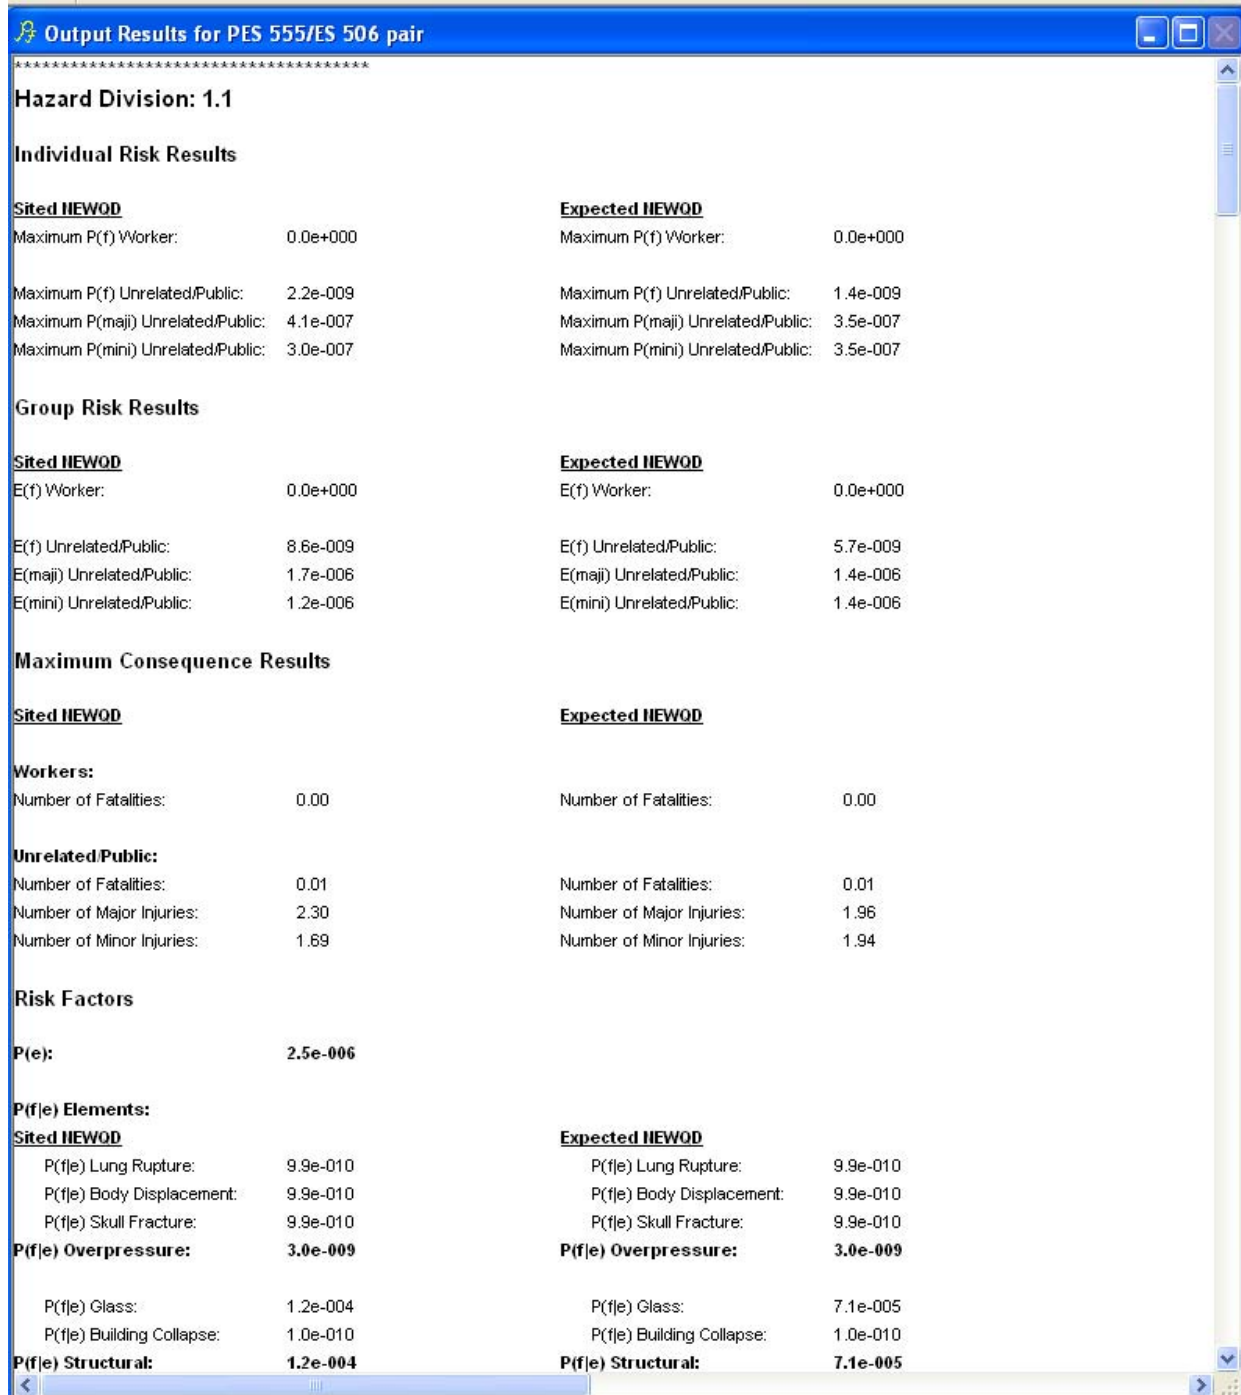 Output Results for PES 555/ES 506 pair
*************************************
Hazard Division: 1.1
Individual Risk Results
Sited NEWQD Expected NEWQD
Maximum P(f) Worker: 0.0e+000 Maximum P(f) Worker: 0.0e+000
Maximum P(f) Unrelated/Public: 2.2e-009 Maximum P(f) Unrelated/Public: 1.4e-009
Maximum P(maji) Unrelated/Public: 4.1e-007 Maximum P(maji) Unrelated/Public: 3.5e-007
Maximum P(mini) Unrelated/Public: 3.0e-007 Maximum P(mini) Unrelated/Public: 3.5e-007
Group Risk Results
Sited NEWQD Expected NEWQD
E(f) Worker: 0.0e+000 E(f) Worker: 0.0e+000
E(f) Unrelated/Public: 8.6e-009 E(f) Unrelated/Public: 5.7e-009
E(maji) Unrelated/Public: 1.7e-006 E(maji) Unrelated/Public: 1.4e-006
E(mini) Unrelated/Public: 1.2e-006 E(mini) Unrelated/Public: 1.4e-006
Maximum Consequence Results
Sited NEWQD Expected NEWQD
Workers:
Number of Fatalities: 0.00 Number of Fatalities: 0.00
Unrelated/Public:
Number of Fatalities: 0.01 Number of Fatalities: 0.01
Number of Major Injuries: 2.30 Number of Major Injuries: 1.96
Number of Minor Injuries: 1.69 Number of Minor Injuries: 1.94
Risk Factors
P(e): 2.5e-006
P(f|e) Elements:
Sited NEWQD Expected NEWQD
P(f|e) Lung Rupture: 9.9e-010 P(f|e) Lung Rupture: 9.9e-010
P(f|e) Body Displacement: 9.9e-010 P(f|e) Body Displacement: 9.9e-010
P(f|e) Skull Fracture: 9.9e-010 P(f|e) Skull Fracture: 9.9e-010
P(f|e) Overpressure: 3.0e-009 P(f|e) Overpressure: 3.0e-009
P(f|e) Glass: 1.2e-004 P(f|e) Glass: 7.1e-005
P(f|e) Building Collapse: 1.0e-010 P(f|e) Building Collapse: 1.0e-010
P(f|e) Structural: 1.2e-004 P(f|e) Structural: 7.1e-005